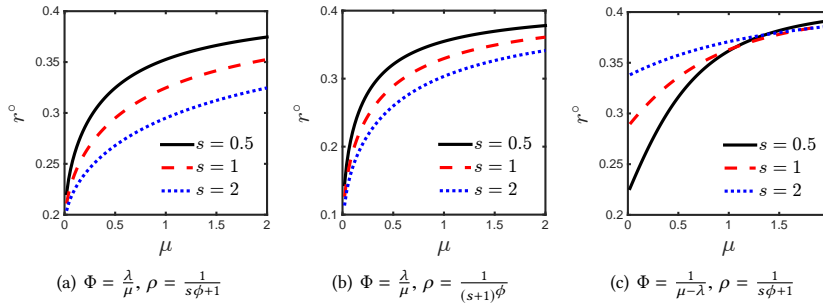 0.4
0.35
0.3
0.25
0.2
0 0.5 1 1.5 2
r°
μ
s = 0.5
s = 1
s = 2
(a) Φ = λ/μ, ρ = 1/(sϕ+1)
0.4
0.3
0.2
0.1
0 0.5 1 1.5 2
r°
μ
s = 0.5
s = 1
s = 2
(b) Φ = λ/μ, ρ = 1/(s+1)^ϕ
0.4
0.35
0.3
0.25
0.2
0 0.5 1 1.5
r°
μ
s = 0.5
s = 1
s = 2
(c) Φ = 1/(μ−λ), ρ = 1/(sϕ+1)